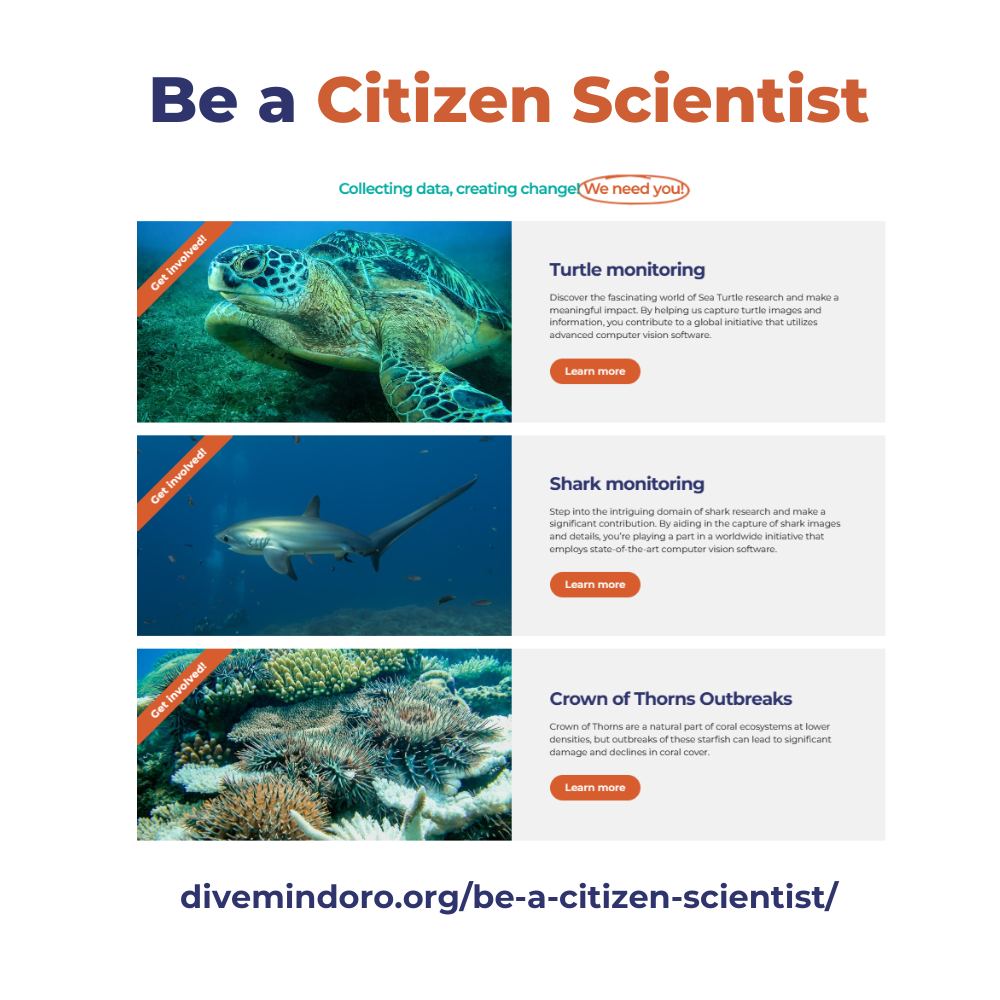 Be a Citizen Scientist
Collecting data, creating change! We need you!
Get involved!
Turtle monitoring
Discover the fascinating world of Sea Turtle research and make a
meaningful impact. By helping us capture turtle images and
information, you contribute to a global initiative that utilizes
advanced computer vision software.
Learn more
Get involved!
Shark monitoring
Step into the intriguing domain of shark research and make a
significant contribution. By aiding in the capture of shark images
and details, you're playing a part in a worldwide initiative that
employs state-of-the-art computer vision software.
Learn more
Get involved!
Crown of Thorns Outbreaks
Crown of Thorns are a natural part of coral ecosystems at lower
densities, but outbreaks of these starfish can lead to significant
damage and declines in coral cover.
Learn more
divemindoro.org/be-a-citizen-scientist/